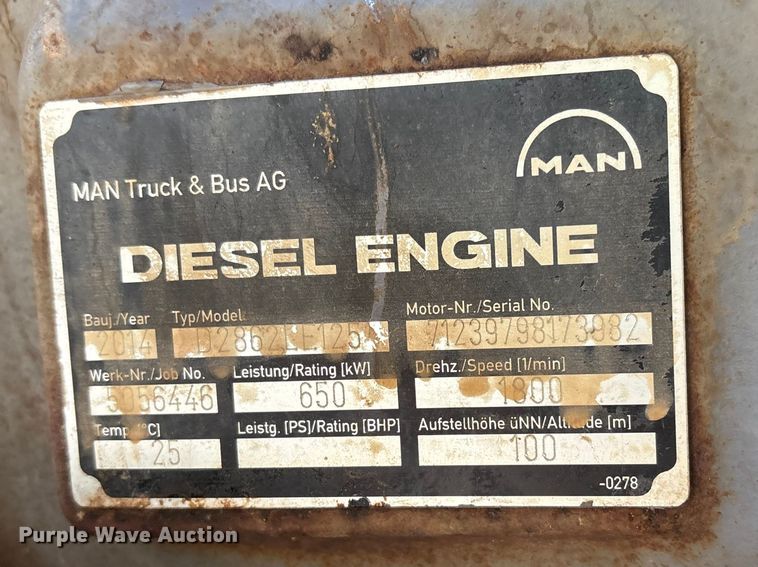 MAN
MAN Truck & Bus AG
DIESEL ENGINE
Bauj./Year Typ/Model Motor-Nr./Serial No.
2014 D2862LE125
Werk-Nr./Job No. Leistung/Rating [kW] Drehz./Speed [1/min]
5056446 650 1800
Temp. [°C] Leistg. [PS]/Rating [BHP] Aufstellhöhe üNN/Altitude [m]
25 100
-0278
Purple Wave Auction